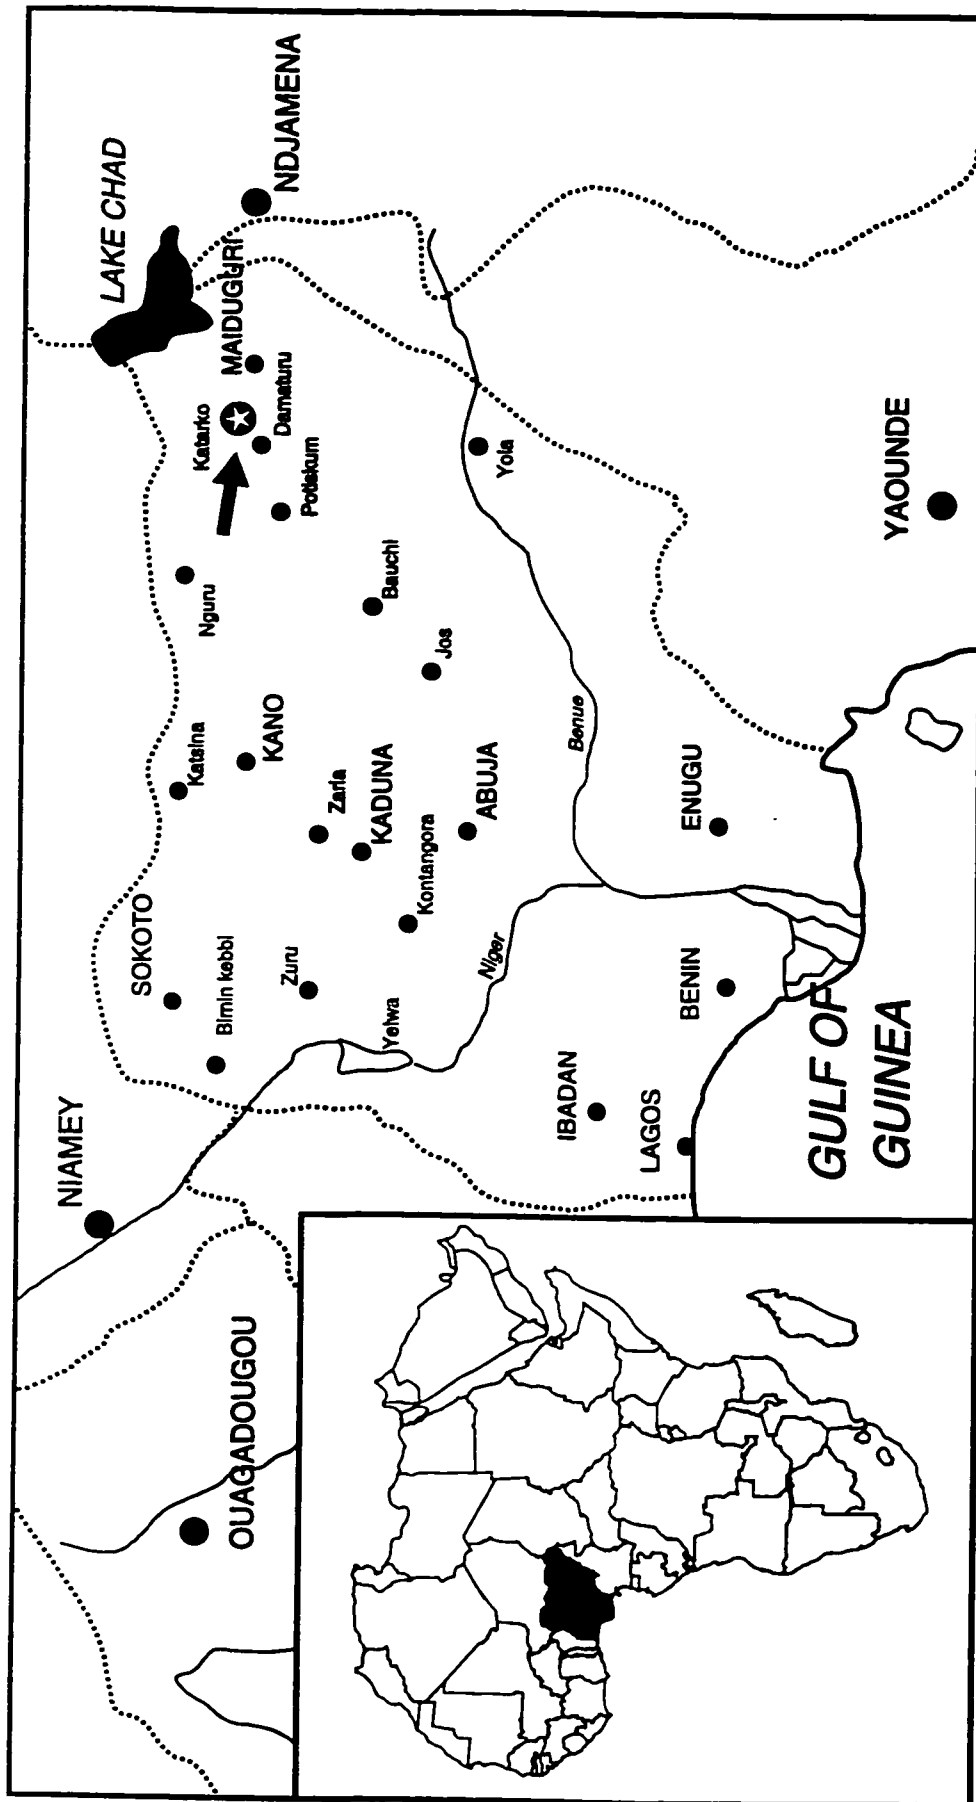 LAKE CHAD
NDJAMENA
MAIDUGURI
Katarko
Damaturu
Potiskum
Nguru
Bauchi
Jos
Yola
YAOUNDE
Katsina
KANO
Zaria
KADUNA
ABUJA
Kontangora
Benue
ENUGU
SOKOTO
Bimin kebbi
Zuru
Yelwa
Niger
BENIN
NIAMEY
IBADAN
LAGOS
GULF OF
GUINEA
OUAGADOUGOU